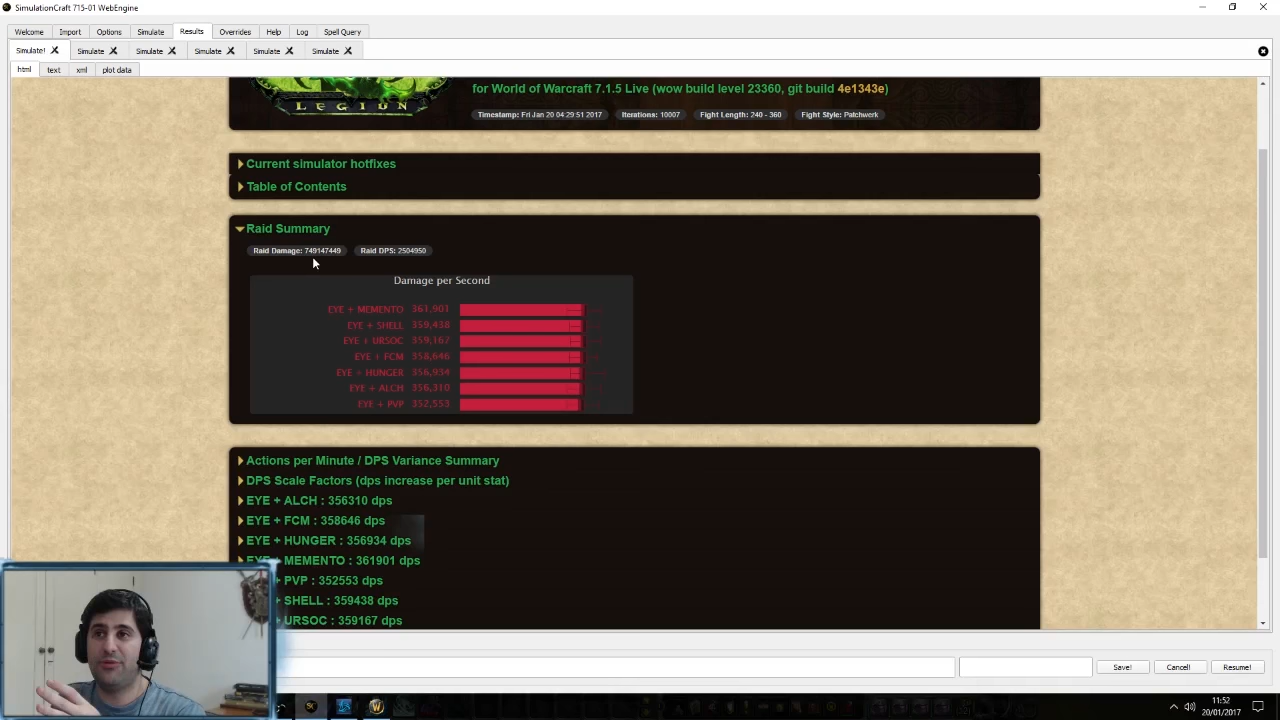 SimulationCraft 715-01 WebEngine
Welcome Import Options Simulate Results Overrides Help Log Spell Query
Simulate! Simulate Simulate Simulate Simulate Simulate
html text xml plot data
LEGION
for World of Warcraft 7.1.5 Live (wow build level 23360, git build 4e1343e)
Timestamp: Fri Jan 20 04:29:51 2017 Iterations: 10007 Fight Length: 240 - 360 Fight Style: Patchwerk
Current simulator hotfixes
Table of Contents
Raid Summary
Raid Damage: 749147449 Raid DPS: 2504950
Damage per Second
EYE + MEMENTO 361,901
EYE + SHELL 359,438
EYE + URSOC 359,167
EYE + FCM 358,646
EYE + HUNGER 356,934
EYE + ALCH 356,310
EYE + PVP 352,553
Actions per Minute / DPS Variance Summary
DPS Scale Factors (dps increase per unit stat)
EYE + ALCH : 356310 dps
EYE + FCM : 358646 dps
EYE + HUNGER : 356934 dps
EYE + MEMENTO : 361901 dps
+ PVP : 352553 dps
+ SHELL : 359438 dps
+ URSOC : 359167 dps
Save! Cancel! Resume!
11:52
20/01/2017